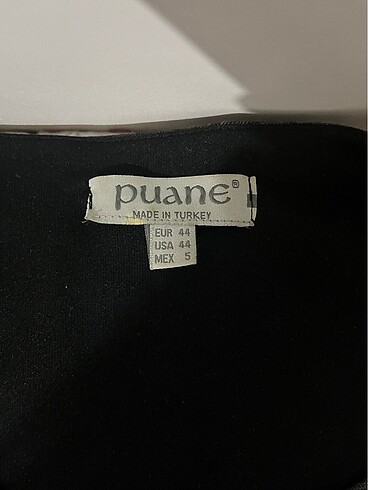 puane®
MADE IN TURKEY
EUR 44
USA 44
MEX 5